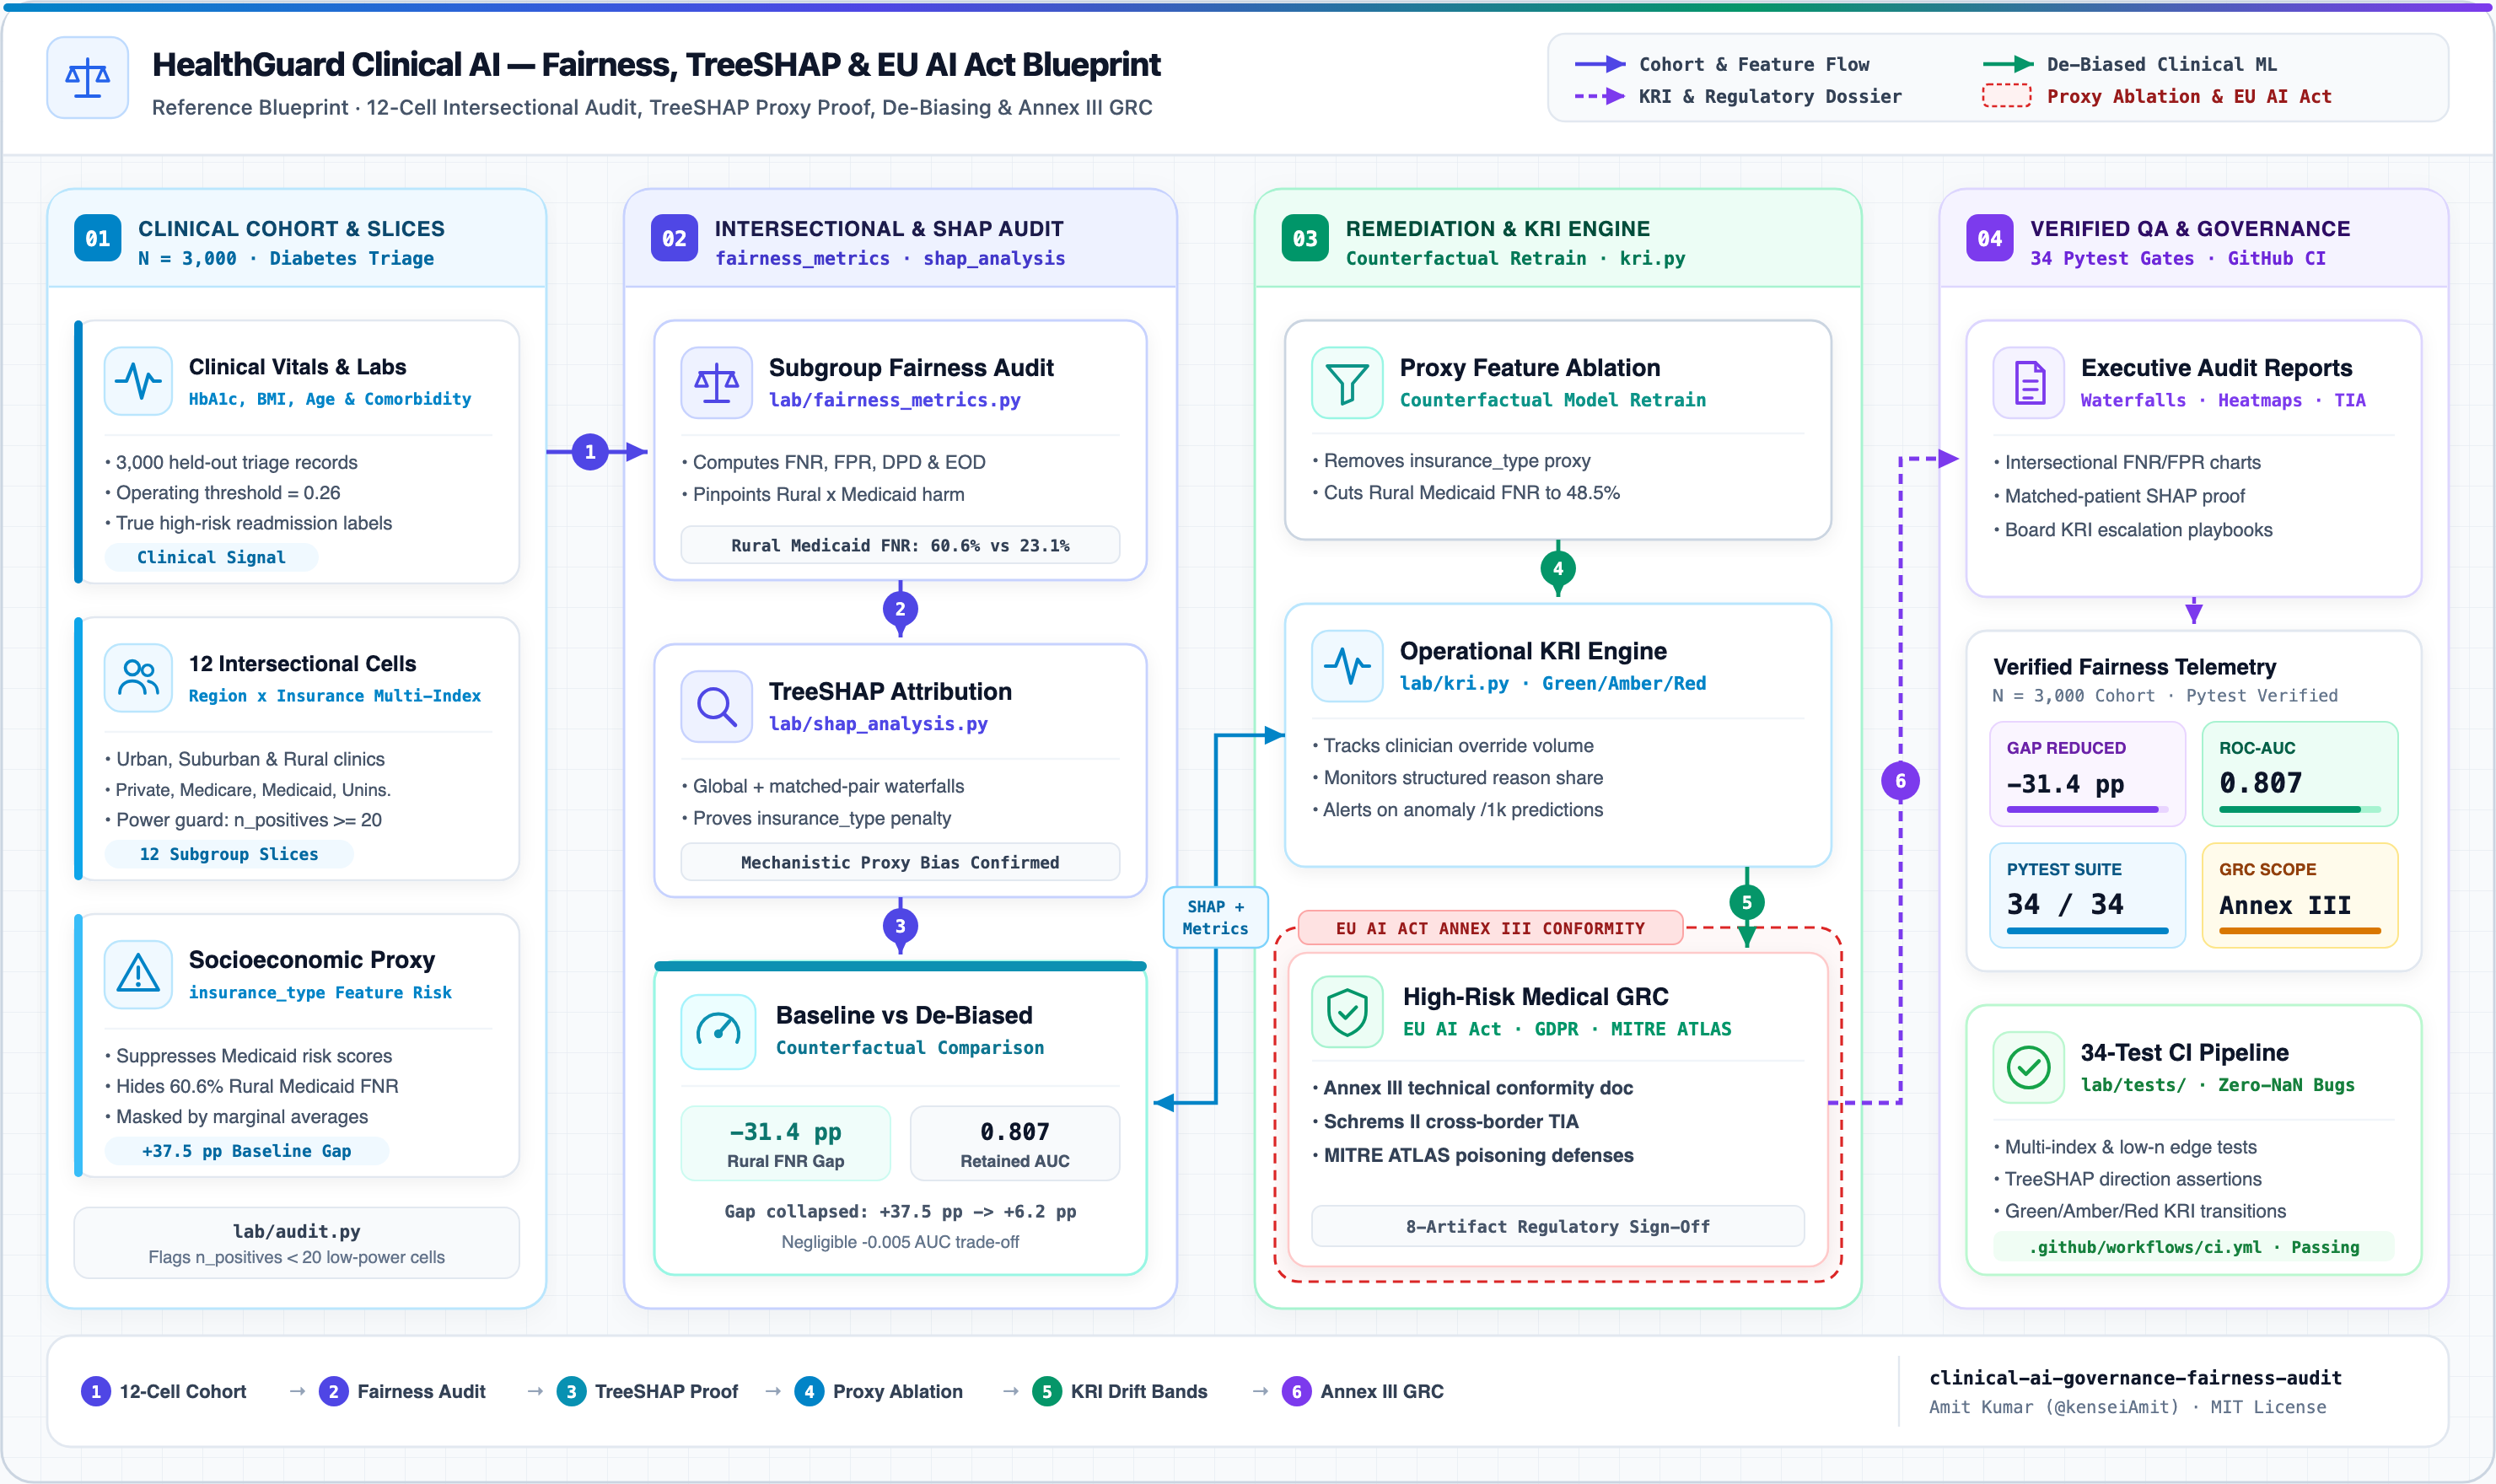 HealthGuard Clinical AI — Fairness, TreeSHAP & EU AI Act Blueprint
Reference Blueprint · 12-Cell Intersectional Audit, TreeSHAP Proxy Proof, De-Biasing & Annex III GRC
Cohort & Feature Flow
De-Biased Clinical ML
KRI & Regulatory Dossier
Proxy Ablation & EU AI Act
01
CLINICAL COHORT & SLICES
N = 3,000 · Diabetes Triage
Clinical Vitals & Labs
HbA1c, BMI, Age & Comorbidity
• 3,000 held-out triage records
• Operating threshold = 0.26
• True high-risk readmission labels
Clinical Signal
12 Intersectional Cells
Region x Insurance Multi-Index
• Urban, Suburban & Rural clinics
• Private, Medicare, Medicaid, Unins.
• Power guard: n_positives >= 20
12 Subgroup Slices
Socioeconomic Proxy
insurance_type Feature Risk
• Suppresses Medicaid risk scores
• Hides 60.6% Rural Medicaid FNR
• Masked by marginal averages
+37.5 pp Baseline Gap
lab/audit.py
Flags n_positives < 20 low-power cells
1
02
INTERSECTIONAL & SHAP AUDIT
fairness_metrics · shap_analysis
Subgroup Fairness Audit
lab/fairness_metrics.py
• Computes FNR, FPR, DPD & EOD
• Pinpoints Rural x Medicaid harm
Rural Medicaid FNR: 60.6% vs 23.1%
2
TreeSHAP Attribution
lab/shap_analysis.py
• Global + matched-pair waterfalls
• Proves insurance_type penalty
Mechanistic Proxy Bias Confirmed
3
Baseline vs De-Biased
Counterfactual Comparison
-31.4 pp
Rural FNR Gap
0.807
Retained AUC
Gap collapsed: +37.5 pp -> +6.2 pp
Negligible -0.005 AUC trade-off
SHAP +
Metrics
03
REMEDIATION & KRI ENGINE
Counterfactual Retrain · kri.py
Proxy Feature Ablation
Counterfactual Model Retrain
• Removes insurance_type proxy
• Cuts Rural Medicaid FNR to 48.5%
4
Operational KRI Engine
lab/kri.py · Green/Amber/Red
• Tracks clinician override volume
• Monitors structured reason share
• Alerts on anomaly /1k predictions
5
EU AI ACT ANNEX III CONFORMITY
High-Risk Medical GRC
EU AI Act · GDPR · MITRE ATLAS
• Annex III technical conformity doc
• Schrems II cross-border TIA
• MITRE ATLAS poisoning defenses
8-Artifact Regulatory Sign-Off
6
04
VERIFIED QA & GOVERNANCE
34 Pytest Gates · GitHub CI
Executive Audit Reports
Waterfalls · Heatmaps · TIA
• Intersectional FNR/FPR charts
• Matched-patient SHAP proof
• Board KRI escalation playbooks
Verified Fairness Telemetry
N = 3,000 Cohort · Pytest Verified
GAP REDUCED
-31.4 pp
ROC-AUC
0.807
PYTEST SUITE
34 / 34
GRC SCOPE
Annex III
34-Test CI Pipeline
lab/tests/ · Zero-NaN Bugs
• Multi-index & low-n edge tests
• TreeSHAP direction assertions
• Green/Amber/Red KRI transitions
.github/workflows/ci.yml · Passing
1 12-Cell Cohort → 2 Fairness Audit → 3 TreeSHAP Proof → 4 Proxy Ablation → 5 KRI Drift Bands → 6 Annex III GRC
clinical-ai-governance-fairness-audit
Amit Kumar (@kenseiAmit) · MIT License